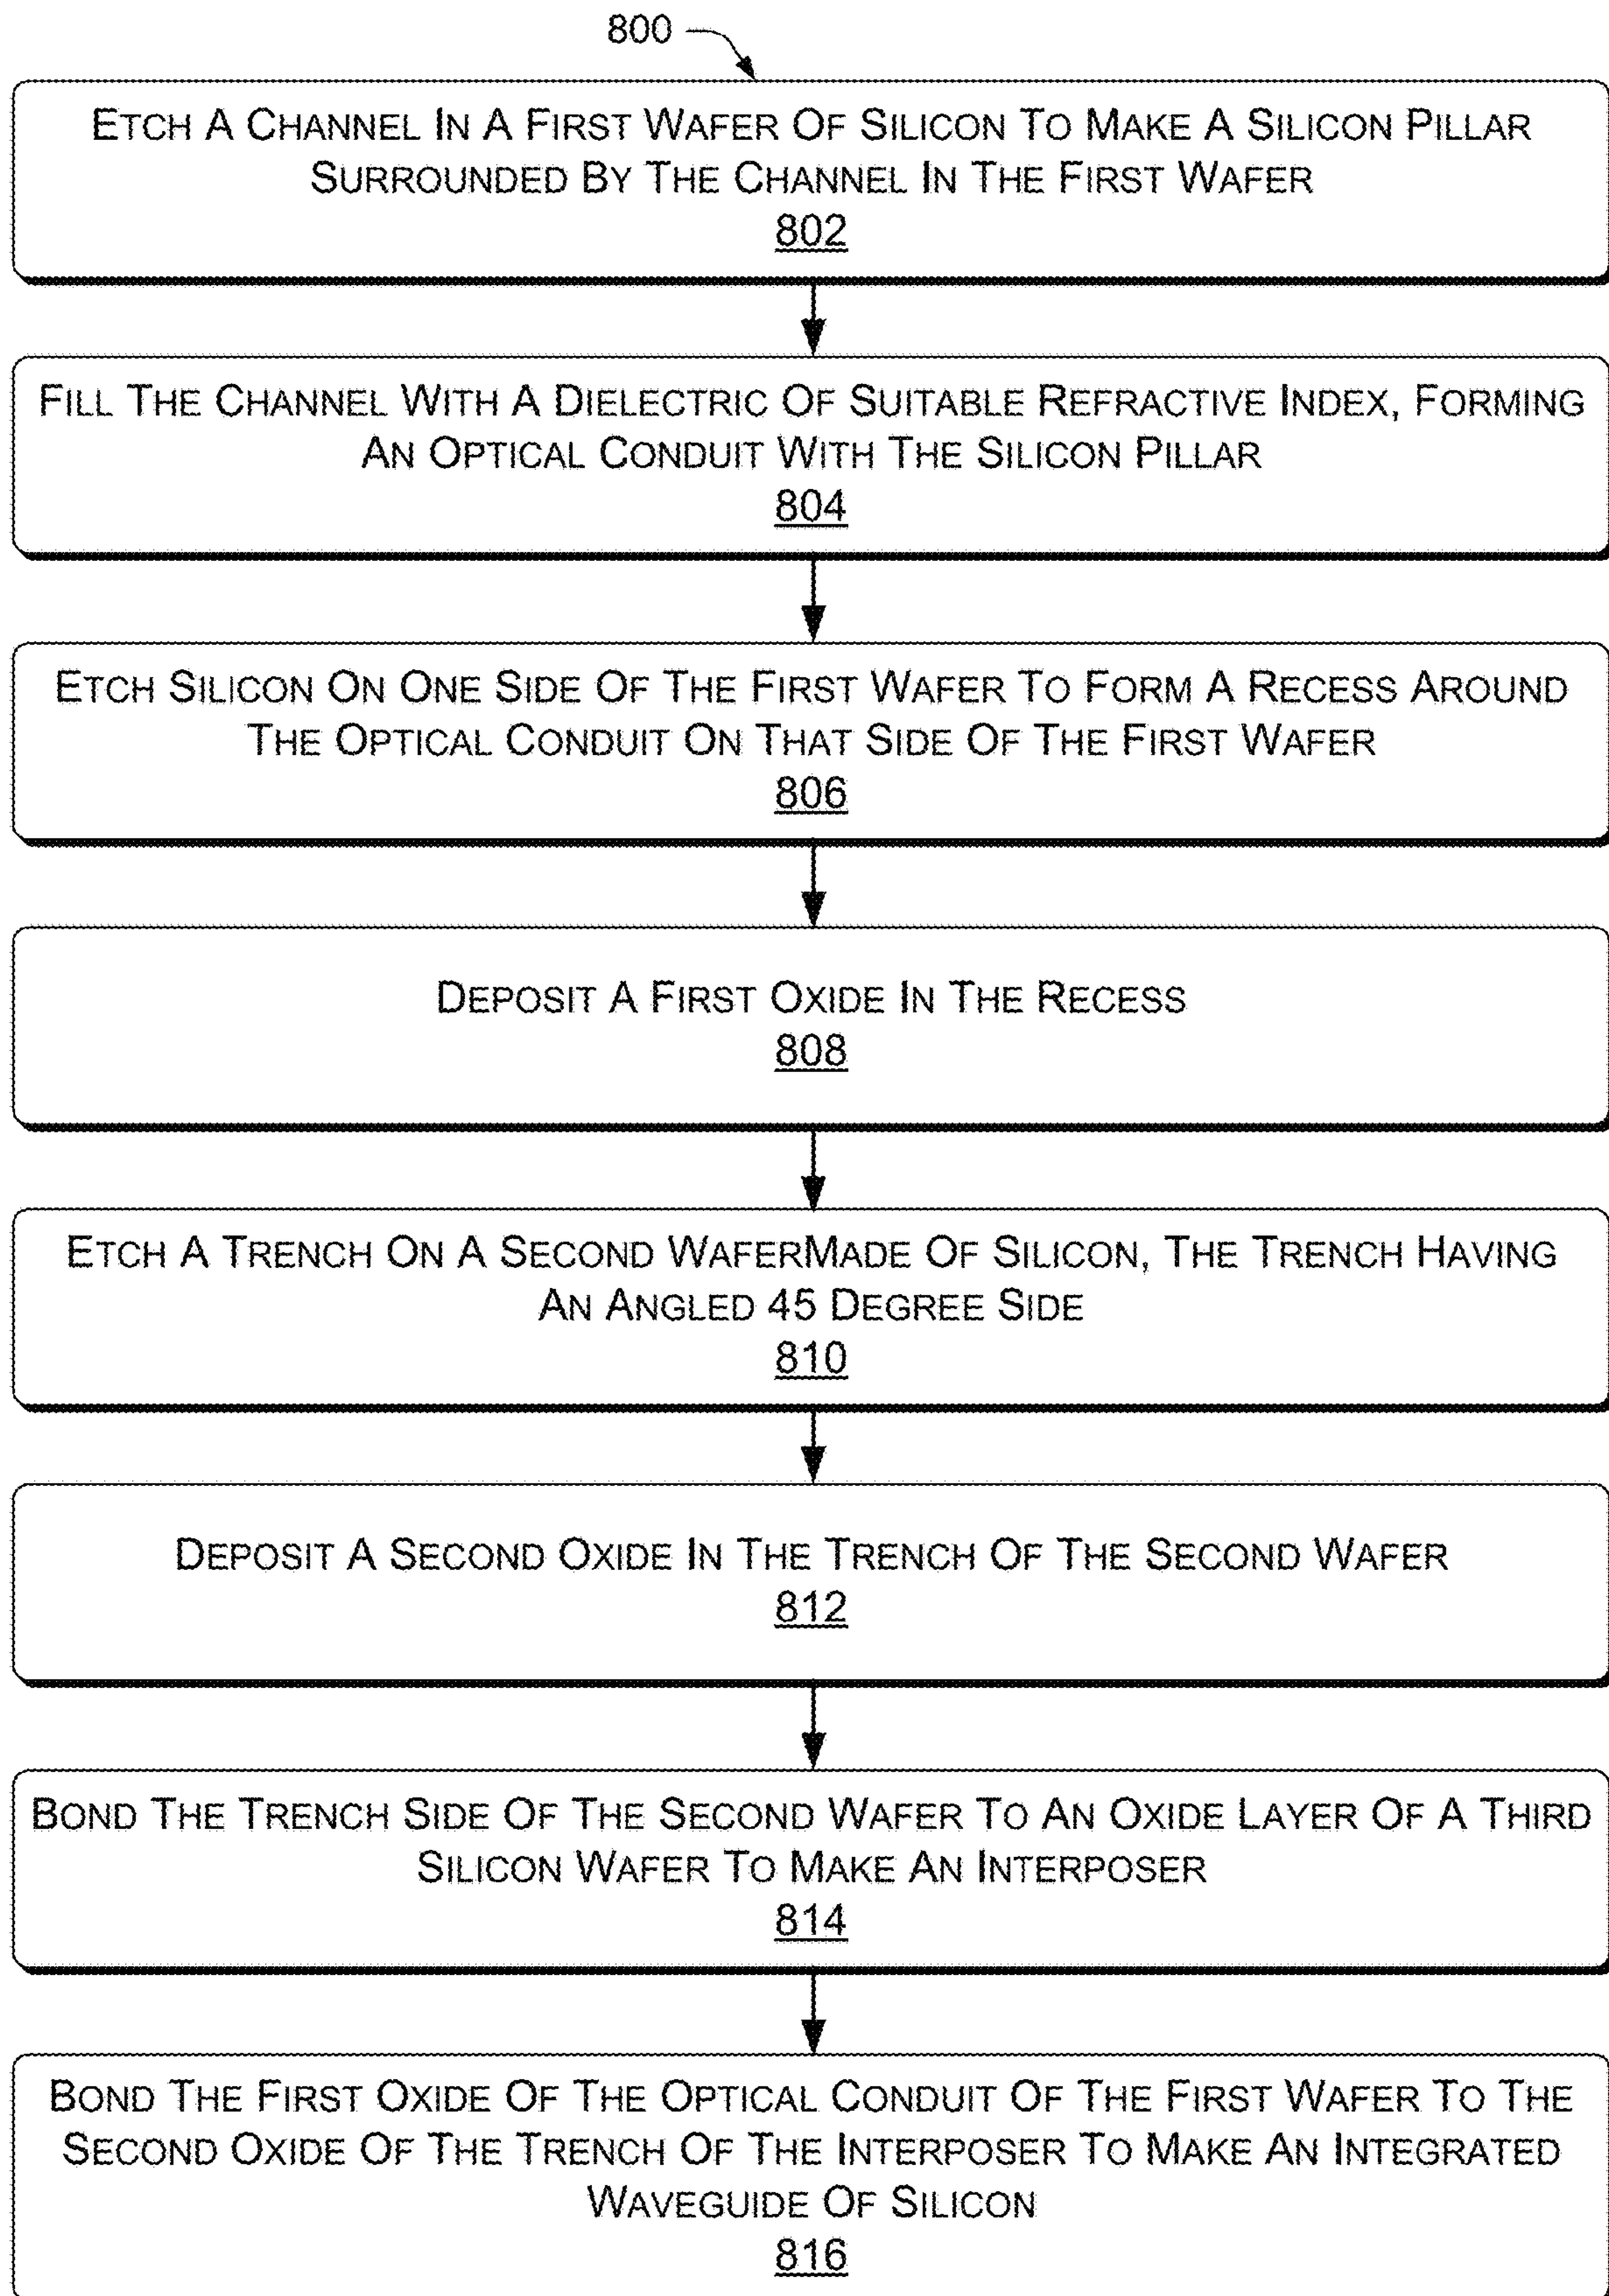 800
ETCH A CHANNEL IN A FIRST WAFER OF SILICON TO MAKE A SILICON PILLAR
SURROUNDED BY THE CHANNEL IN THE FIRST WAFER
802
FILL THE CHANNEL WITH A DIELECTRIC OF SUITABLE REFRACTIVE INDEX, FORMING
AN OPTICAL CONDUIT WITH THE SILICON PILLAR
804
ETCH SILICON ON ONE SIDE OF THE FIRST WAFER TO FORM A RECESS AROUND
THE OPTICAL CONDUIT ON THAT SIDE OF THE FIRST WAFER
806
DEPOSIT A FIRST OXIDE IN THE RECESS
808
ETCH A TRENCH ON A SECOND WAFERMADE OF SILICON, THE TRENCH HAVING
AN ANGLED 45 DEGREE SIDE
810
DEPOSIT A SECOND OXIDE IN THE TRENCH OF THE SECOND WAFER
812
BOND THE TRENCH SIDE OF THE SECOND WAFER TO AN OXIDE LAYER OF A THIRD
SILICON WAFER TO MAKE AN INTERPOSER
814
BOND THE FIRST OXIDE OF THE OPTICAL CONDUIT OF THE FIRST WAFER TO THE
SECOND OXIDE OF THE TRENCH OF THE INTERPOSER TO MAKE AN INTEGRATED
WAVEGUIDE OF SILICON
816